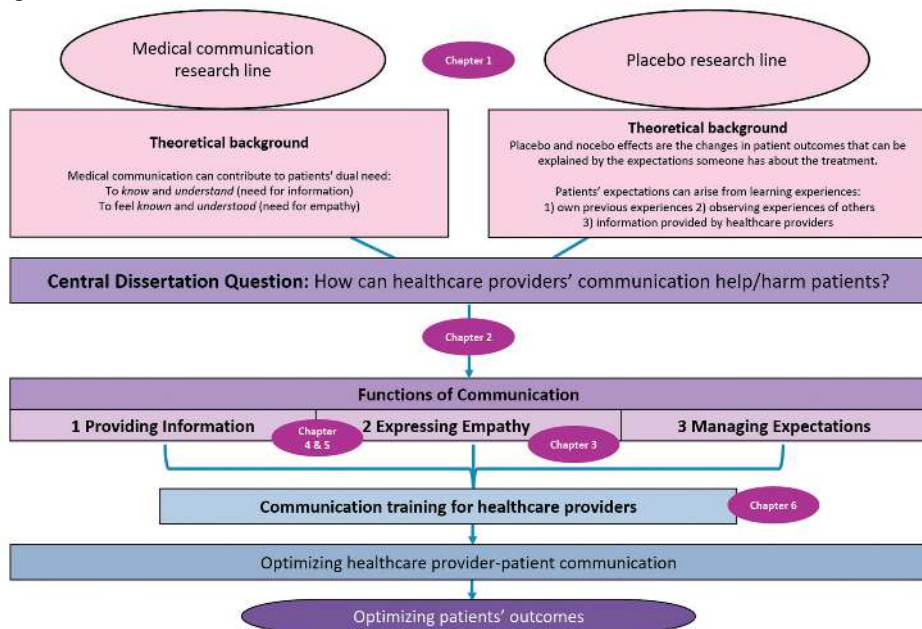 Medical communication
research line
Chapter 1
Placebo research line
Theoretical background
Medical communication can contribute to patients' dual need:
To know and understand (need for information)
To feel known and understood (need for empathy)
Theoretical background
Placebo and nocebo effects are the changes in patient outcomes that can be
explained by the expectations someone has about the treatment.
Patients' expectations can arise from learning experiences:
1) own previous experiences 2) observing experiences of others
3) information provided by healthcare providers
Central Dissertation Question: How can healthcare providers' communication help/harm patients?
Chapter 2
Functions of Communication
1 Providing Information
Chapter
4 & 5
2 Expressing Empathy
Chapter 3
3 Managing Expectations
Communication training for healthcare providers
Chapter 6
Optimizing healthcare provider-patient communication
Optimizing patients' outcomes